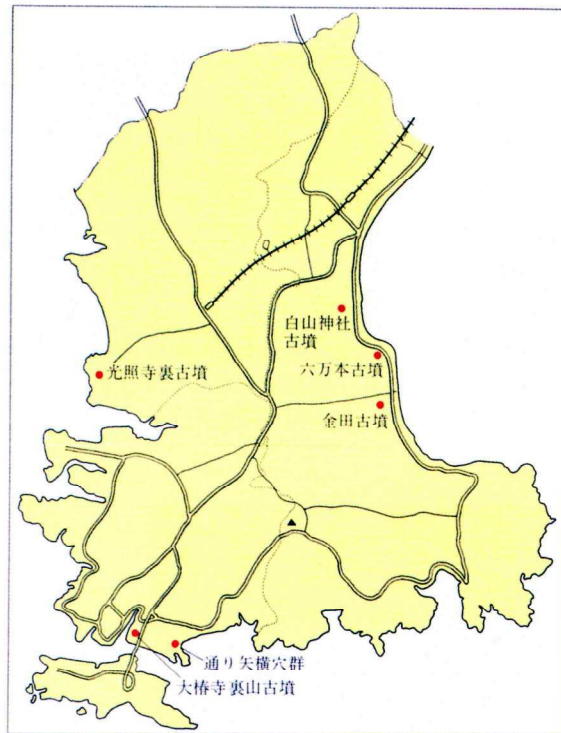 白山神社
古墳
六万本古墳
光照寺裏古墳
金田古墳
通り矢横穴群
大椿寺裏山古墳